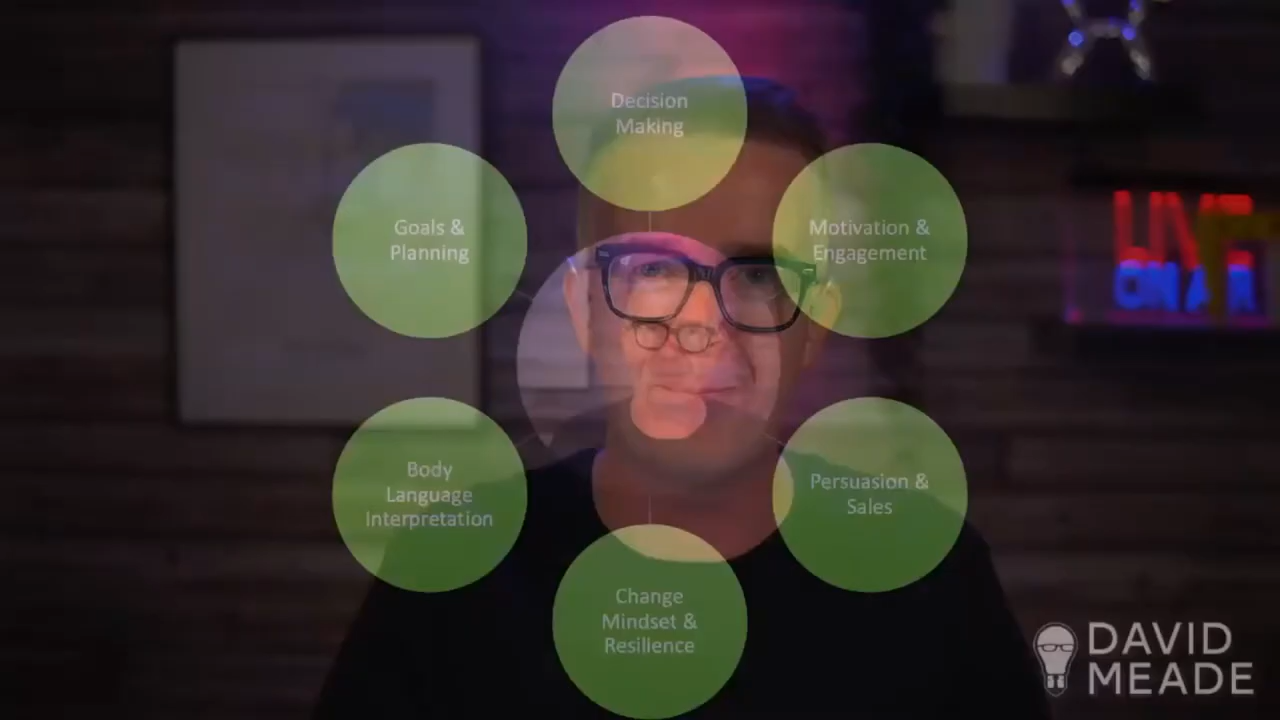 Decision
Making
Goals &
Planning
Motivation &
Engagement
Body
Language
Interpretation
Persuasion &
Sales
Change
Mindset &
Resilience
DAVID
MEADE